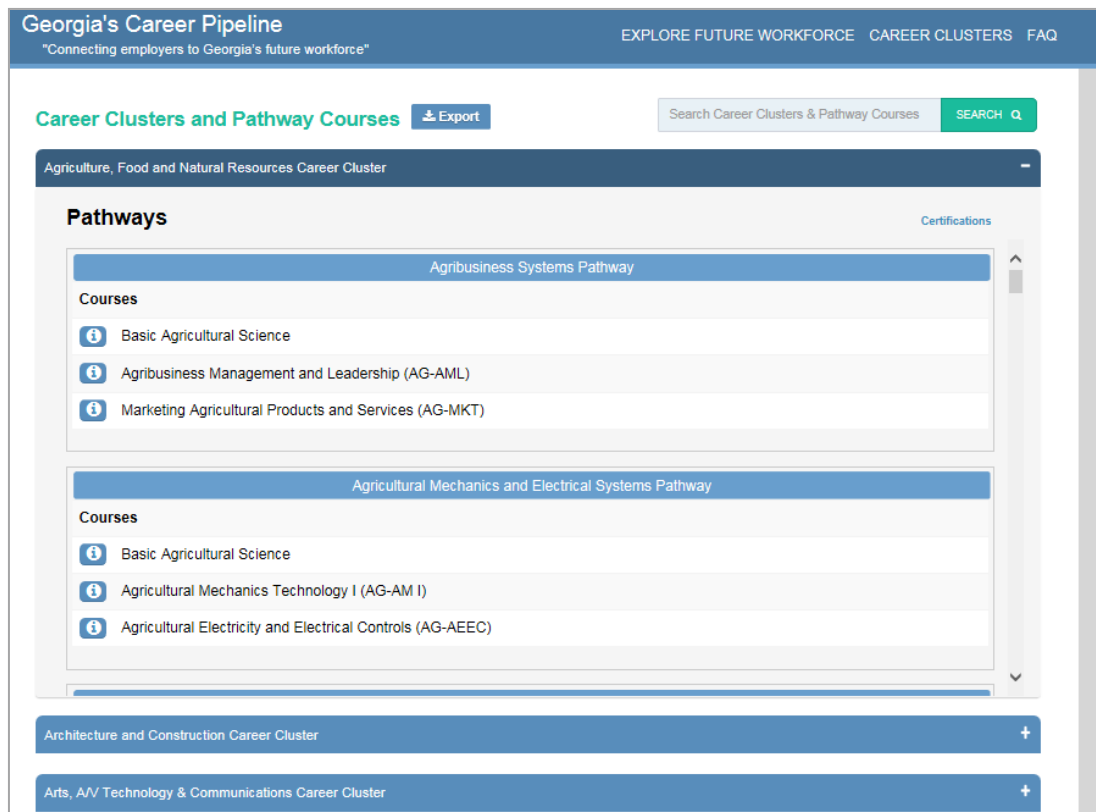 Georgia's Career Pipeline
"Connecting employers to Georgia's future workforce"
EXPLORE FUTURE WORKFORCE CAREER CLUSTERS FAQ
Career Clusters and Pathway Courses
Export
Search Career Clusters & Pathway Courses
SEARCH
Agriculture, Food and Natural Resources Career Cluster
Pathways
Certifications
Agribusiness Systems Pathway
Courses
Basic Agricultural Science
Agribusiness Management and Leadership (AG-AML)
Marketing Agricultural Products and Services (AG-MKT)
Agricultural Mechanics and Electrical Systems Pathway
Courses
Basic Agricultural Science
Agricultural Mechanics Technology I (AG-AM I)
Agricultural Electricity and Electrical Controls (AG-AEEC)
Architecture and Construction Career Cluster
Arts, A/V Technology & Communications Career Cluster